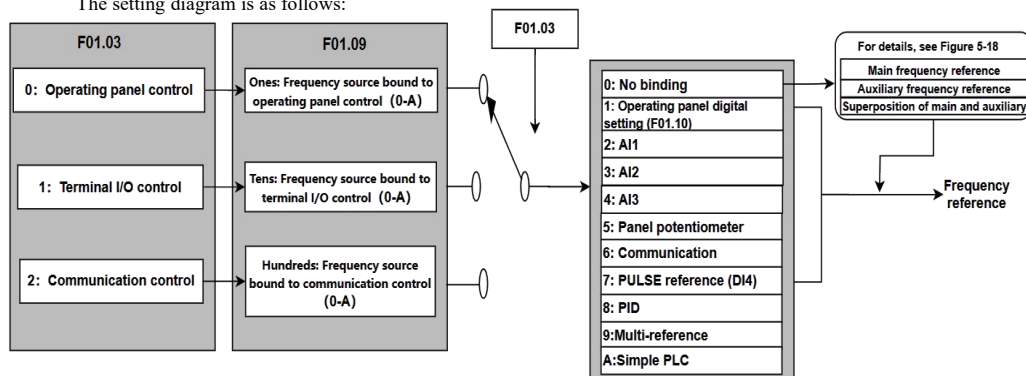 The setting diagram is as follows:
F01.03
0: Operating panel control
1: Terminal I/O control
2: Communication control
F01.09
Ones: Frequency source bound to
operating panel control (0-A)
Tens: Frequency source bound to
terminal I/O control (0-A)
Hundreds: Frequency source
bound to communication control
(0-A)
F01.03
0: No binding
1: Operating panel digital
setting (F01.10)
2: AI1
3: AI2
4: AI3
5: Panel potentiometer
6: Communication
7: PULSE reference (DI4)
8: PID
9:Multi-reference
A:Simple PLC
For details, see Figure 5-18
Main frequency reference
Auxiliary frequency reference
Superposition of main and auxiliary
Frequency
reference